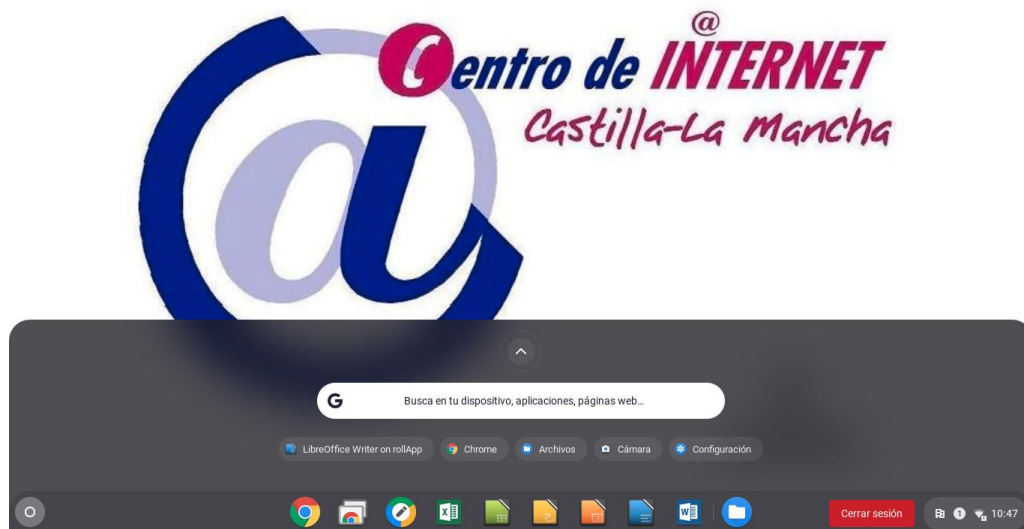 @
Centro de INTERNET
Castilla-La Mancha
Busca en tu dispositivo, aplicaciones, páginas web...
LibreOffice Writer on rollApp
Chrome
Archivos
Cámara
Configuración
Cerrar sesión
1
10:47